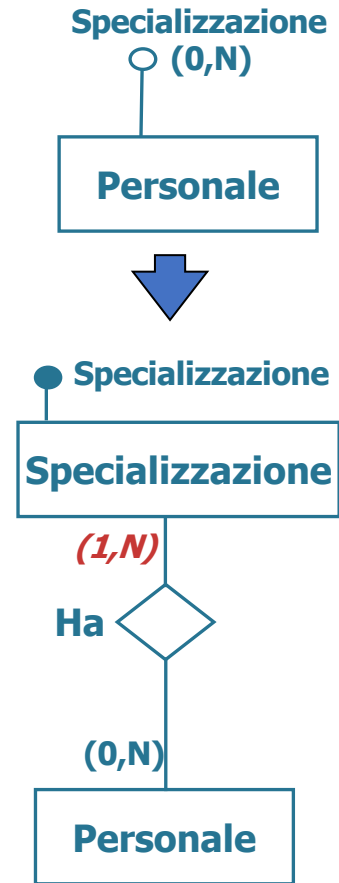 Specializzazione
(0,N)
Personale
Specializzazione
Specializzazione
(1,N)
Ha
(0,N)
Personale